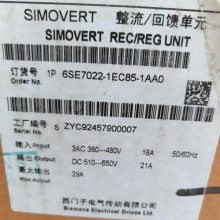 SIMOVERT 整流/回馈单元
SIMOVERT REC/REG UNIT
订货号 1P 6SE7022-1EC85-1AA0
Order No.
工厂编号 S ZYC92457900007
输入(Input) 3AC 380—480V 18A 50/60Hz
输出(Output) DC 510—650V 21A
最大输出 29A
西门子电气传动有限公司
Siemens Electrical Drives Ltd.